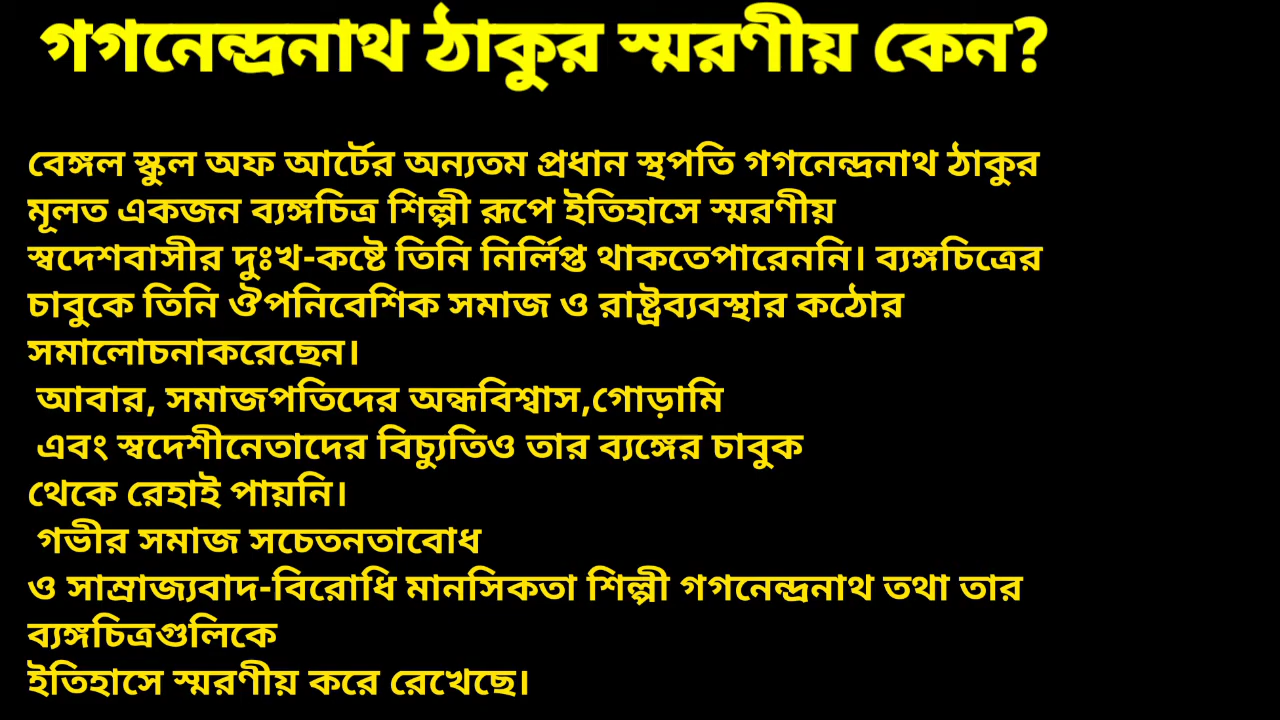 গগনেন্দ্রনাথ ঠাকুর স্মরণীয় কেন?
বেঙ্গল স্কুল অফ আর্টের অন্যতম প্রধান স্থপতি গগনেন্দ্রনাথ ঠাকুর
মূলত একজন ব্যঙ্গচিত্র শিল্পী রূপে ইতিহাসে স্মরণীয়
স্বদেশবাসীর দুঃখ-কষ্টে তিনি নির্লিপ্ত থাকতেপারেননি। ব্যঙ্গচিত্রের
চাবুকে তিনি ঔপনিবেশিক সমাজ ও রাষ্ট্রব্যবস্থার কঠোর
সমালোচনাকরেছেন।
আবার, সমাজপতিদের অন্ধবিশ্বাস,গোড়ামি
এবং স্বদেশীনেতাদের বিচ্যুতিও তার ব্যঙ্গের চাবুক
থেকে রেহাই পায়নি।
গভীর সমাজ সচেতনতাবোধ
ও সাম্রাজ্যবাদ-বিরোধি মানসিকতা শিল্পী গগনেন্দ্রনাথ তথা তার
ব্যঙ্গচিত্রগুলিকে
ইতিহাসে স্মরণীয় করে রেখেছে।